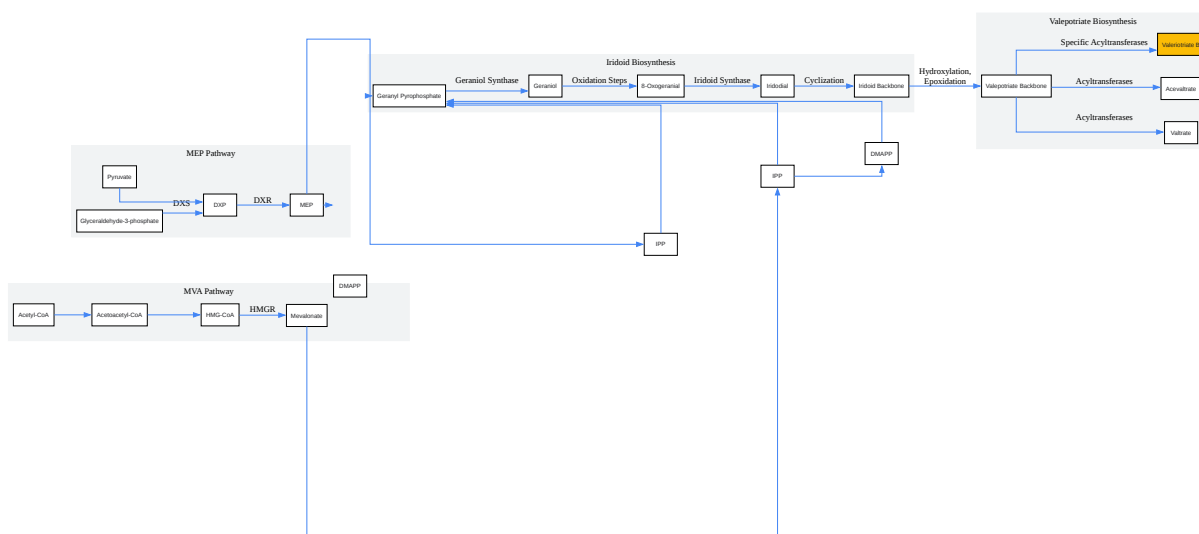 Valepotriate Biosynthesis
Specific Acyltransferases
Valeriotriate B
Iridoid Biosynthesis
Geranyl Pyrophosphate
Geraniol Synthase
Geraniol
Oxidation Steps
8-Oxogeranial
Iridoid Synthase
Iridodial
Cyclization
Iridoid Backbone
Hydroxylation,
Epoxidation
Valepotriate Backbone
Acyltransferases
Acevaltrate
Acyltransferases
Valtrate
DMAPP
IPP
MEP Pathway
Pyruvate
DXS
Glyceraldehyde-3-phosphate
DXP
DXR
MEP
IPP
DMAPP
MVA Pathway
Acetyl-CoA
Acetoacetyl-CoA
HMG-CoA
HMGR
Mevalonate